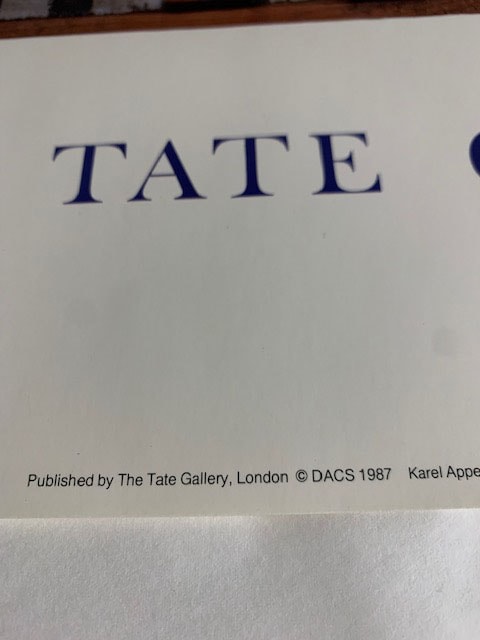 TATE
Published by The Tate Gallery, London © DACS 1987 Karel Appe